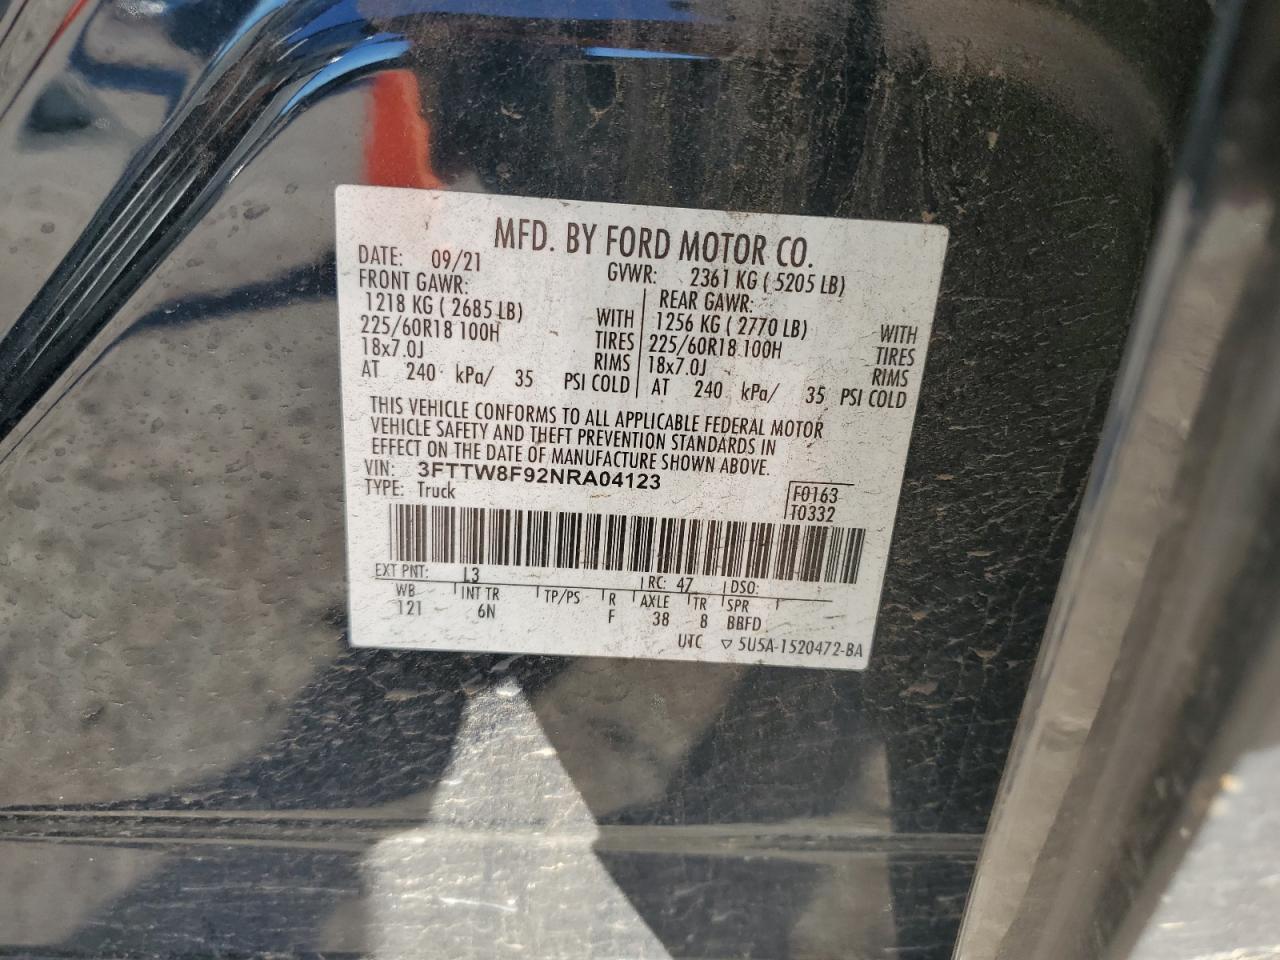 MFD. BY FORD MOTOR CO.
DATE: 09/21 GVWR: 2361 KG ( 5205 LB)
FRONT GAWR: REAR GAWR:
1218 KG ( 2685 LB) WITH 1256 KG ( 2770 LB) WITH
225/60R18 100H TIRES 225/60R18 100H TIRES
18x7.0J RIMS 18x7.0J RIMS
AT 240 kPa/ 35 PSI COLD AT 240 kPa/ 35 PSI COLD
THIS VEHICLE CONFORMS TO ALL APPLICABLE FEDERAL MOTOR
VEHICLE SAFETY AND THEFT PREVENTION STANDARDS IN
EFFECT ON THE DATE OF MANUFACTURE SHOWN ABOVE.
VIN: 3FTTW8F92NRA04123
TYPE: Truck F0163
T0332
EXT PNT: L3 RC: 47 DSO:
WB INT TR TP/PS R AXLE TR SPR
121 6N F 38 8 BBFD
UTC ▽ 5U5A-1520472-BA